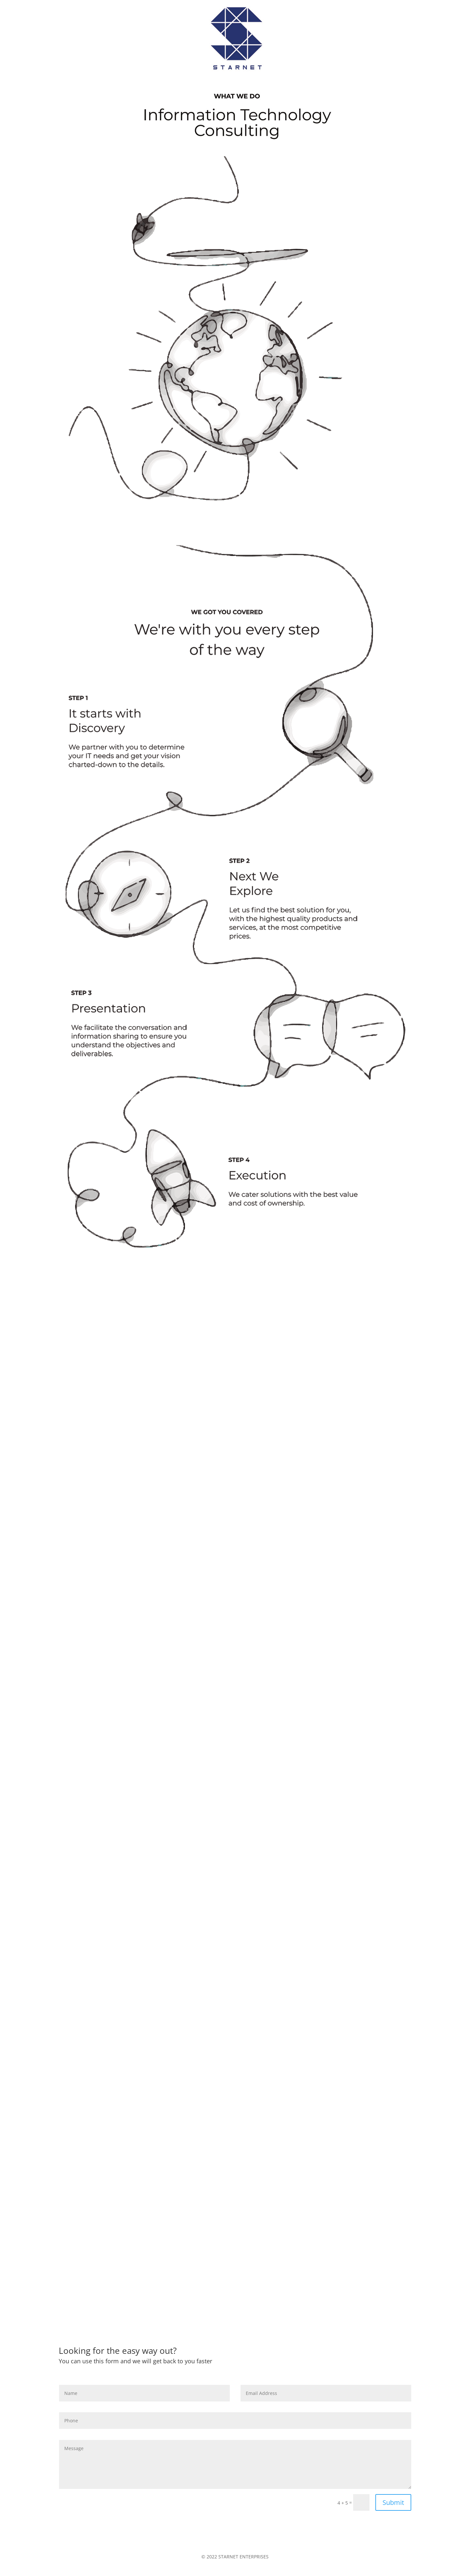 STARNET
WHAT WE DO
Information Technology
Consulting
WE GOT YOU COVERED
We're with you every step
of the way
STEP 1
It starts with
Discovery
We partner with you to determine
your IT needs and get your vision
charted-down to the details.
STEP 2
Next We
Explore
Let us find the best solution for you,
with the highest quality products and
services, at the most competitive
prices.
STEP 3
Presentation
We facilitate the conversation and
information sharing to ensure you
understand the objectives and
deliverables.
STEP 4
Execution
We cater solutions with the best value
and cost of ownership.
Looking for the easy way out?
You can use this form and we will get back to you faster
Name
Email Address
Phone
Message
4 + 5 =
Submit
© 2022 STARNET ENTERPRISES